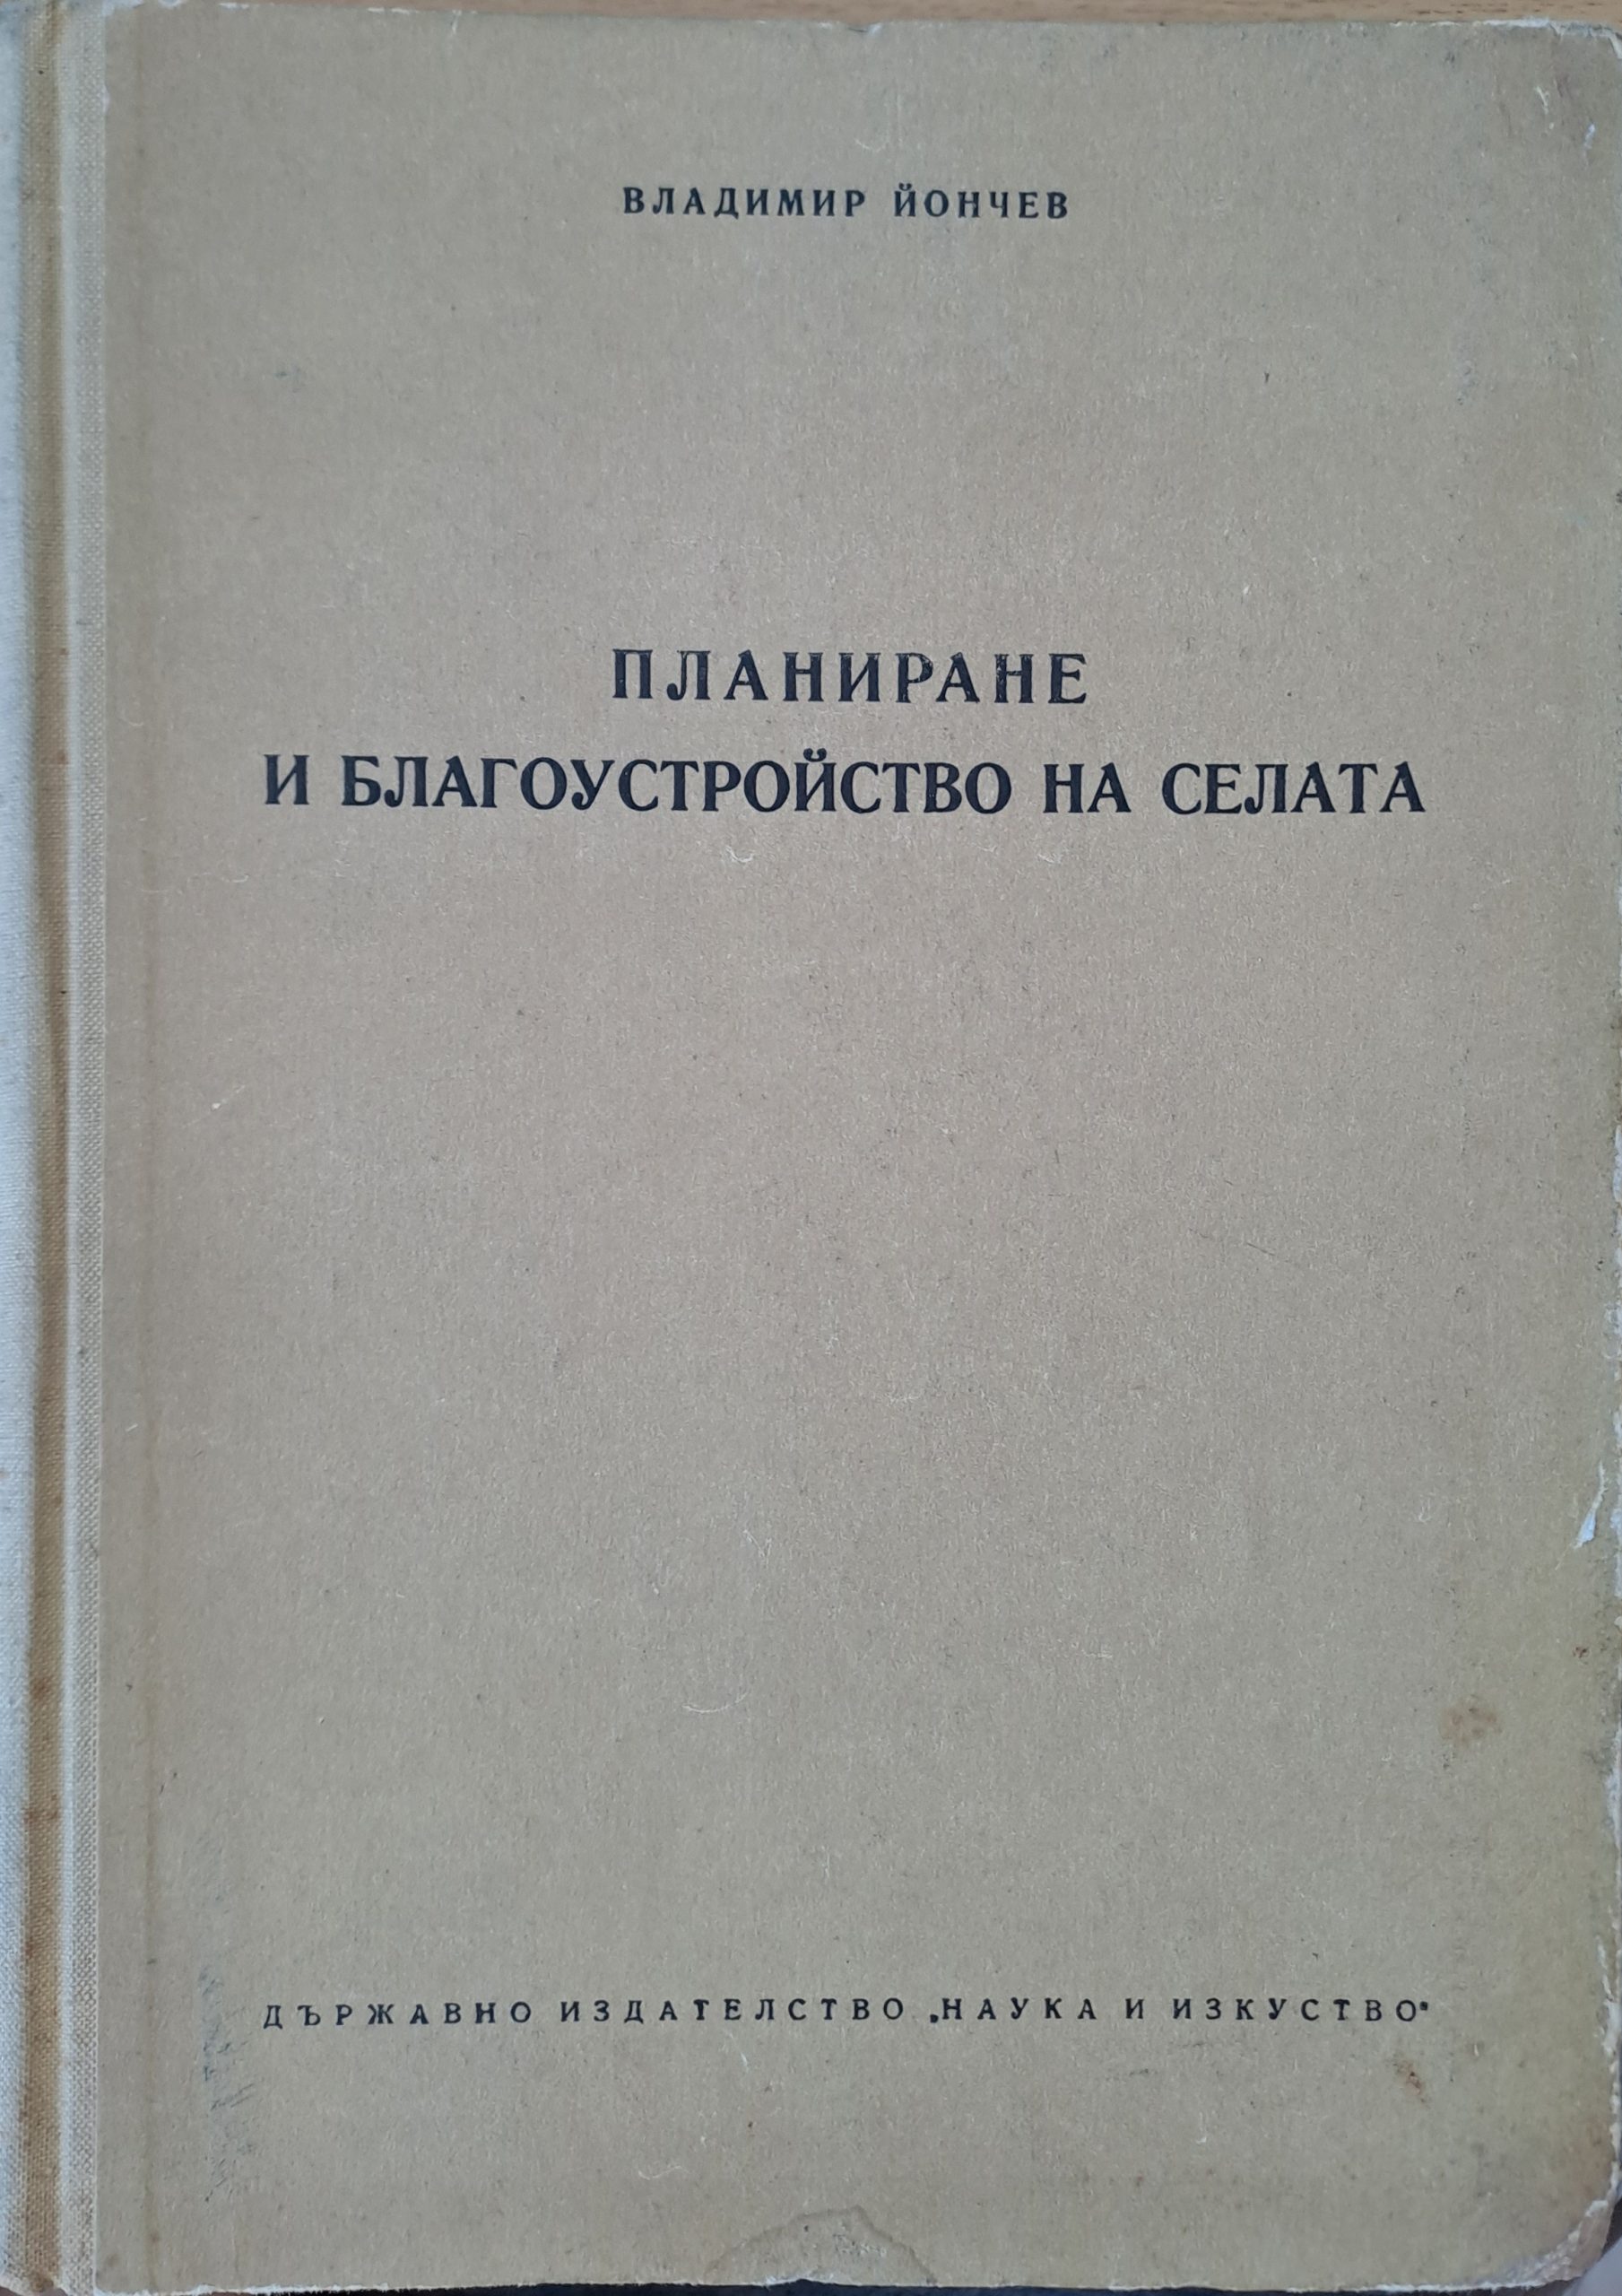 ВЛАДИМИР ЙОНЧЕВ
ПЛАНИРАНЕ
И БЛАГОУСТРОЙСТВО НА СЕЛАТА
ДЪРЖАВНО ИЗДАТЕЛСТВО „НАУКА И ИЗКУСТВО“